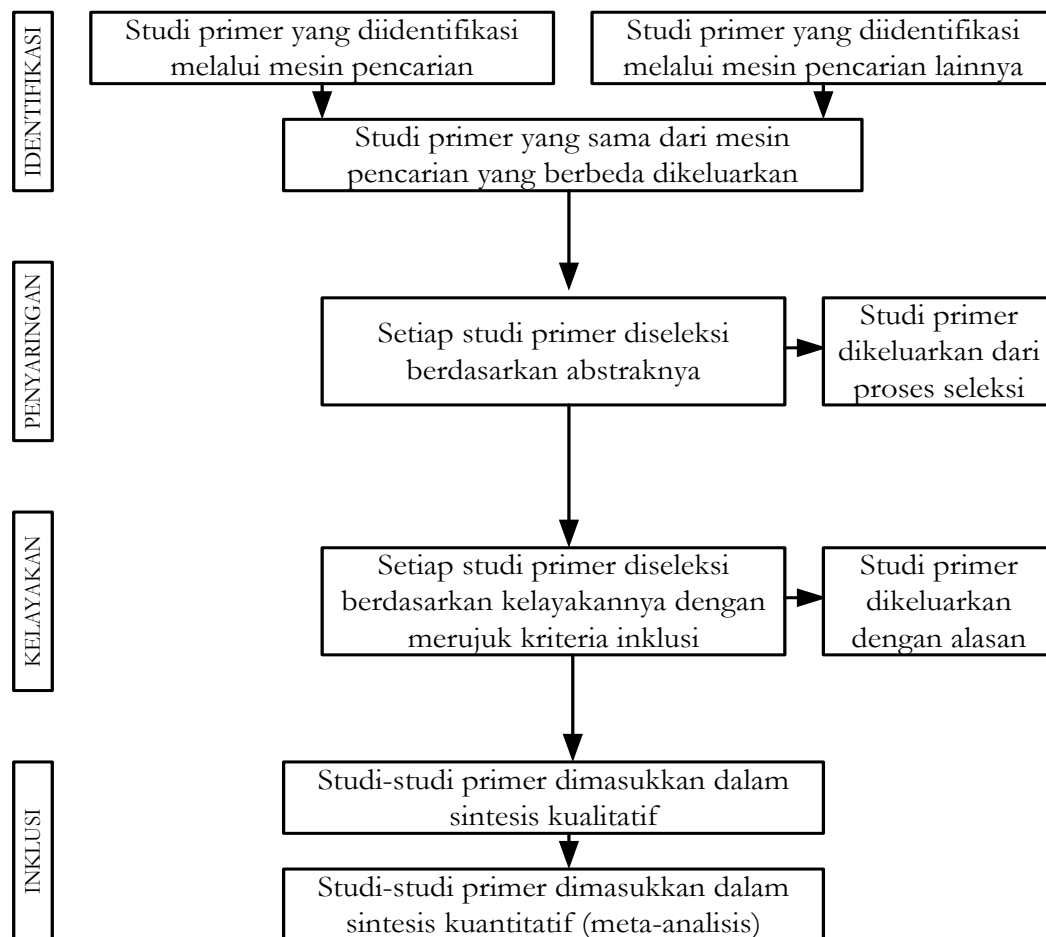 IDENTIFIKASI
Studi primer yang diidentifikasi
melalui mesin pencarian
Studi primer yang diidentifikasi
melalui mesin pencarian lainnya
Studi primer yang sama dari mesin
pencarian yang berbeda dikeluarkan
PENYARINGAN
Setiap studi primer diseleksi
berdasarkan abstraknya
Studi primer
dikeluarkan dari
proses seleksi
KELAYAKAN
Setiap studi primer diseleksi
berdasarkan kelayakannya dengan
merujuk kriteria inklusi
Studi primer
dikeluarkan
dengan alasan
INKLUSI
Studi-studi primer dimasukkan dalam
sintesis kualitatif
Studi-studi primer dimasukkan dalam
sintesis kuantitatif (meta-analisis)